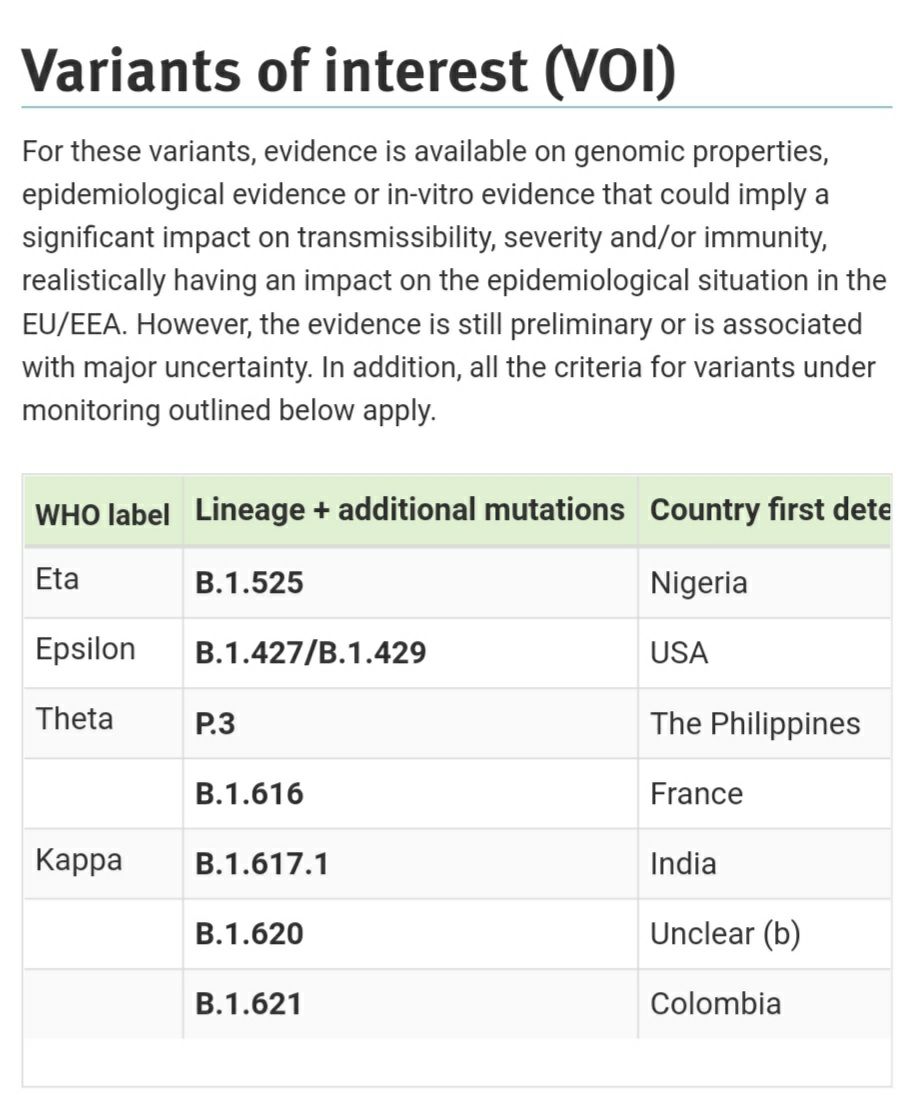 Variants of interest (VOI)
For these variants, evidence is available on genomic properties,
epidemiological evidence or in-vitro evidence that could imply a
significant impact on transmissibility, severity and/or immunity,
realistically having an impact on the epidemiological situation in the
EU/EEA. However, the evidence is still preliminary or is associated
with major uncertainty. In addition, all the criteria for variants under
monitoring outlined below apply.
WHO label Lineage + additional mutations Country first dete
Eta B.1.525 Nigeria
Epsilon B.1.427/B.1.429 USA
Theta P.3 The Philippines
B.1.616 France
Kappa B.1.617.1 India
B.1.620 Unclear (b)
B.1.621 Colombia